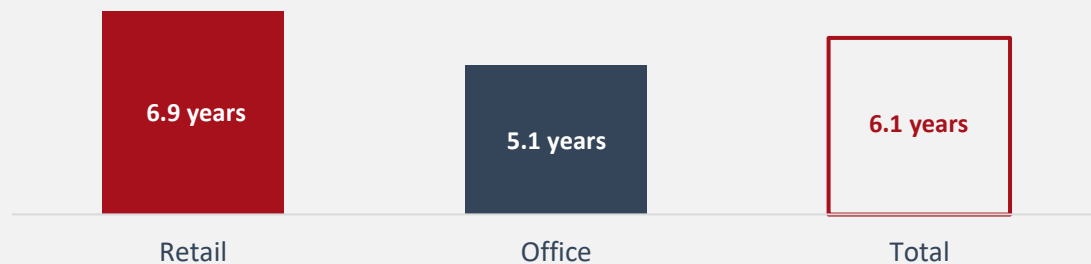 6.9 years
5.1 years
6.1 years
Retail
Office
Total